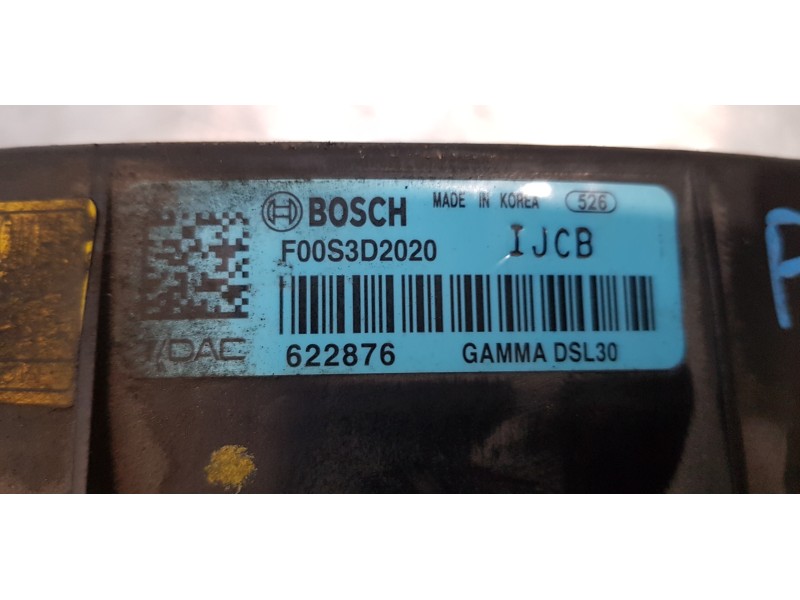 BOSCH MADE IN KOREA 526
F00S3D2020 IJCB
622876 GAMMA DSL30